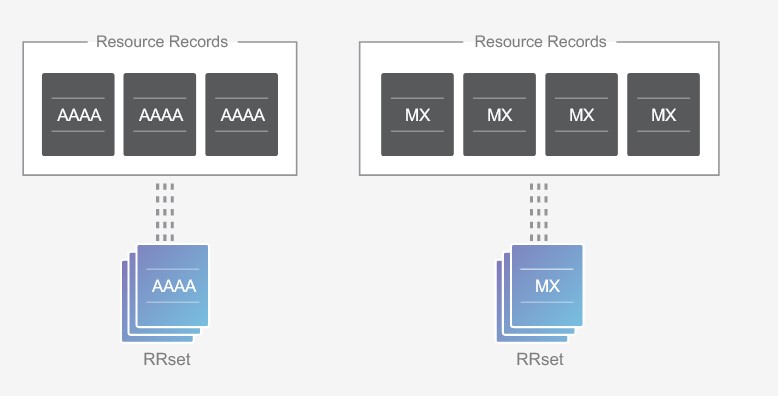 Resource Records
AAAA AAAA AAAA
Resource Records
MX MX MX MX
AAAA
RRset
MX
RRset